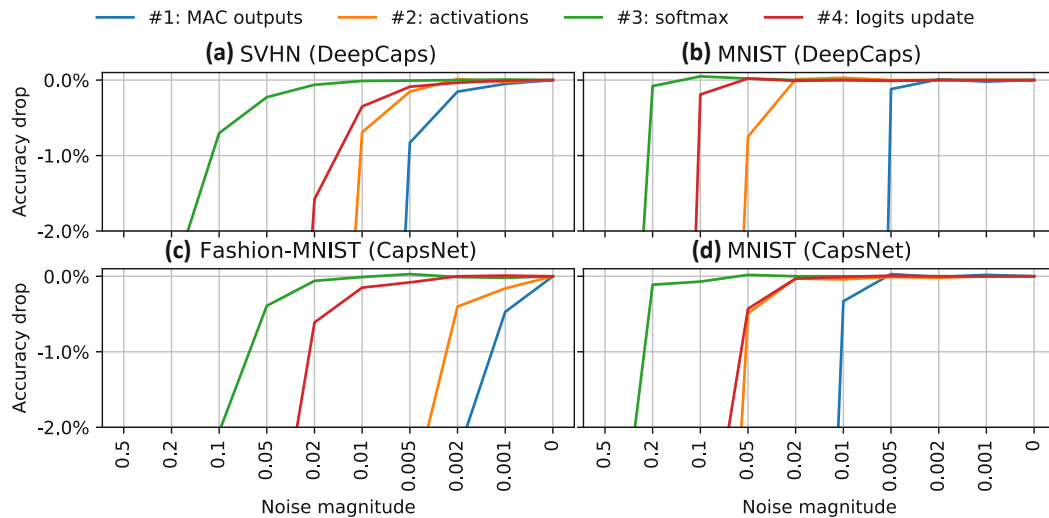 #1: MAC outputs #2: activations #3: softmax #4: logits update
(a) SVHN (DeepCaps) (b) MNIST (DeepCaps)
Accuracy drop
0.0%
-1.0%
-2.0%
(c) Fashion-MNIST (CapsNet) (d) MNIST (CapsNet)
Accuracy drop
0.0%
-1.0%
-2.0%
0.5 0.2 0.1 0.05 0.02 0.01 0.005 0.002 0.001 0 0.5 0.2 0.1 0.05 0.02 0.01 0.005 0.002 0.001 0
Noise magnitude Noise magnitude